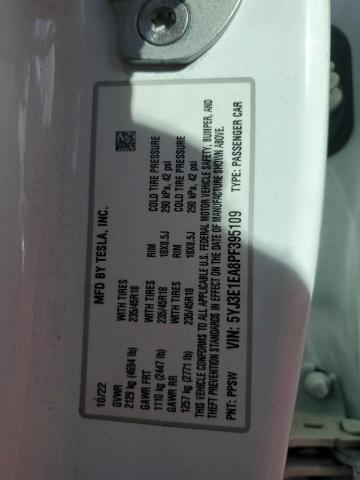 MFD BY TESLA, INC.
10/22
GVWR
2129 kg (4694 lb)
GAWR FRT
1110 kg (2447 lb)
GAWR RR
1257 kg (2771 lb)
WITH TIRES
235/45R18
WITH TIRES
235/45R18
RIM
18X8.5J
RIM
18X8.5J
COLD TIRE PRESSURE
290 kPa, 42 psi
COLD TIRE PRESSURE
290 kPa, 42 psi
THIS VEHICLE CONFORMS TO ALL APPLICABLE U.S. FEDERAL MOTOR VEHICLE SAFETY, BUMPER, AND
THEFT PREVENTION STANDARDS IN EFFECT ON THE DATE OF MANUFACTURE SHOWN ABOVE.
VIN: 5YJ3E1EA8PF395109
PNT: PPSW TYPE: PASSENGER CAR